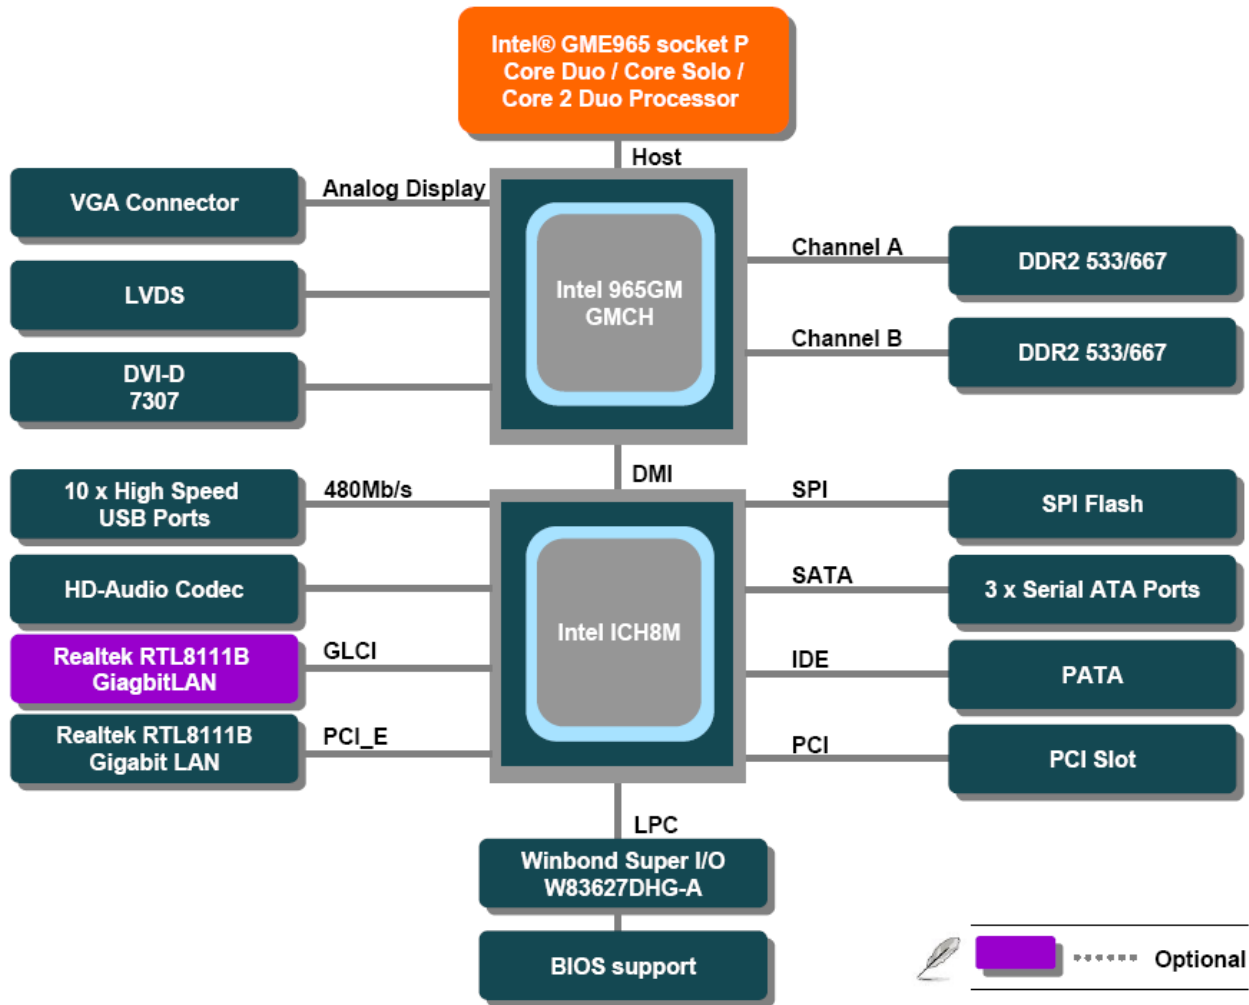 Intel® GME965 socket P
Core Duo / Core Solo /
Core 2 Duo Processor
Host
VGA Connector
Analog Display
LVDS
DVI-D
7307
Intel 965GM
GMCH
Channel A
DDR2 533/667
Channel B
DDR2 533/667
DMI
10 x High Speed
USB Ports
480Mb/s
HD-Audio Codec
Realtek RTL8111B
GiagbitLAN
GLCI
Realtek RTL8111B
Gigabit LAN
PCI_E
Intel ICH8M
SPI
SPI Flash
SATA
3 x Serial ATA Ports
IDE
PATA
PCI
PCI Slot
LPC
Winbond Super I/O
W83627DHG-A
BIOS support
Optional